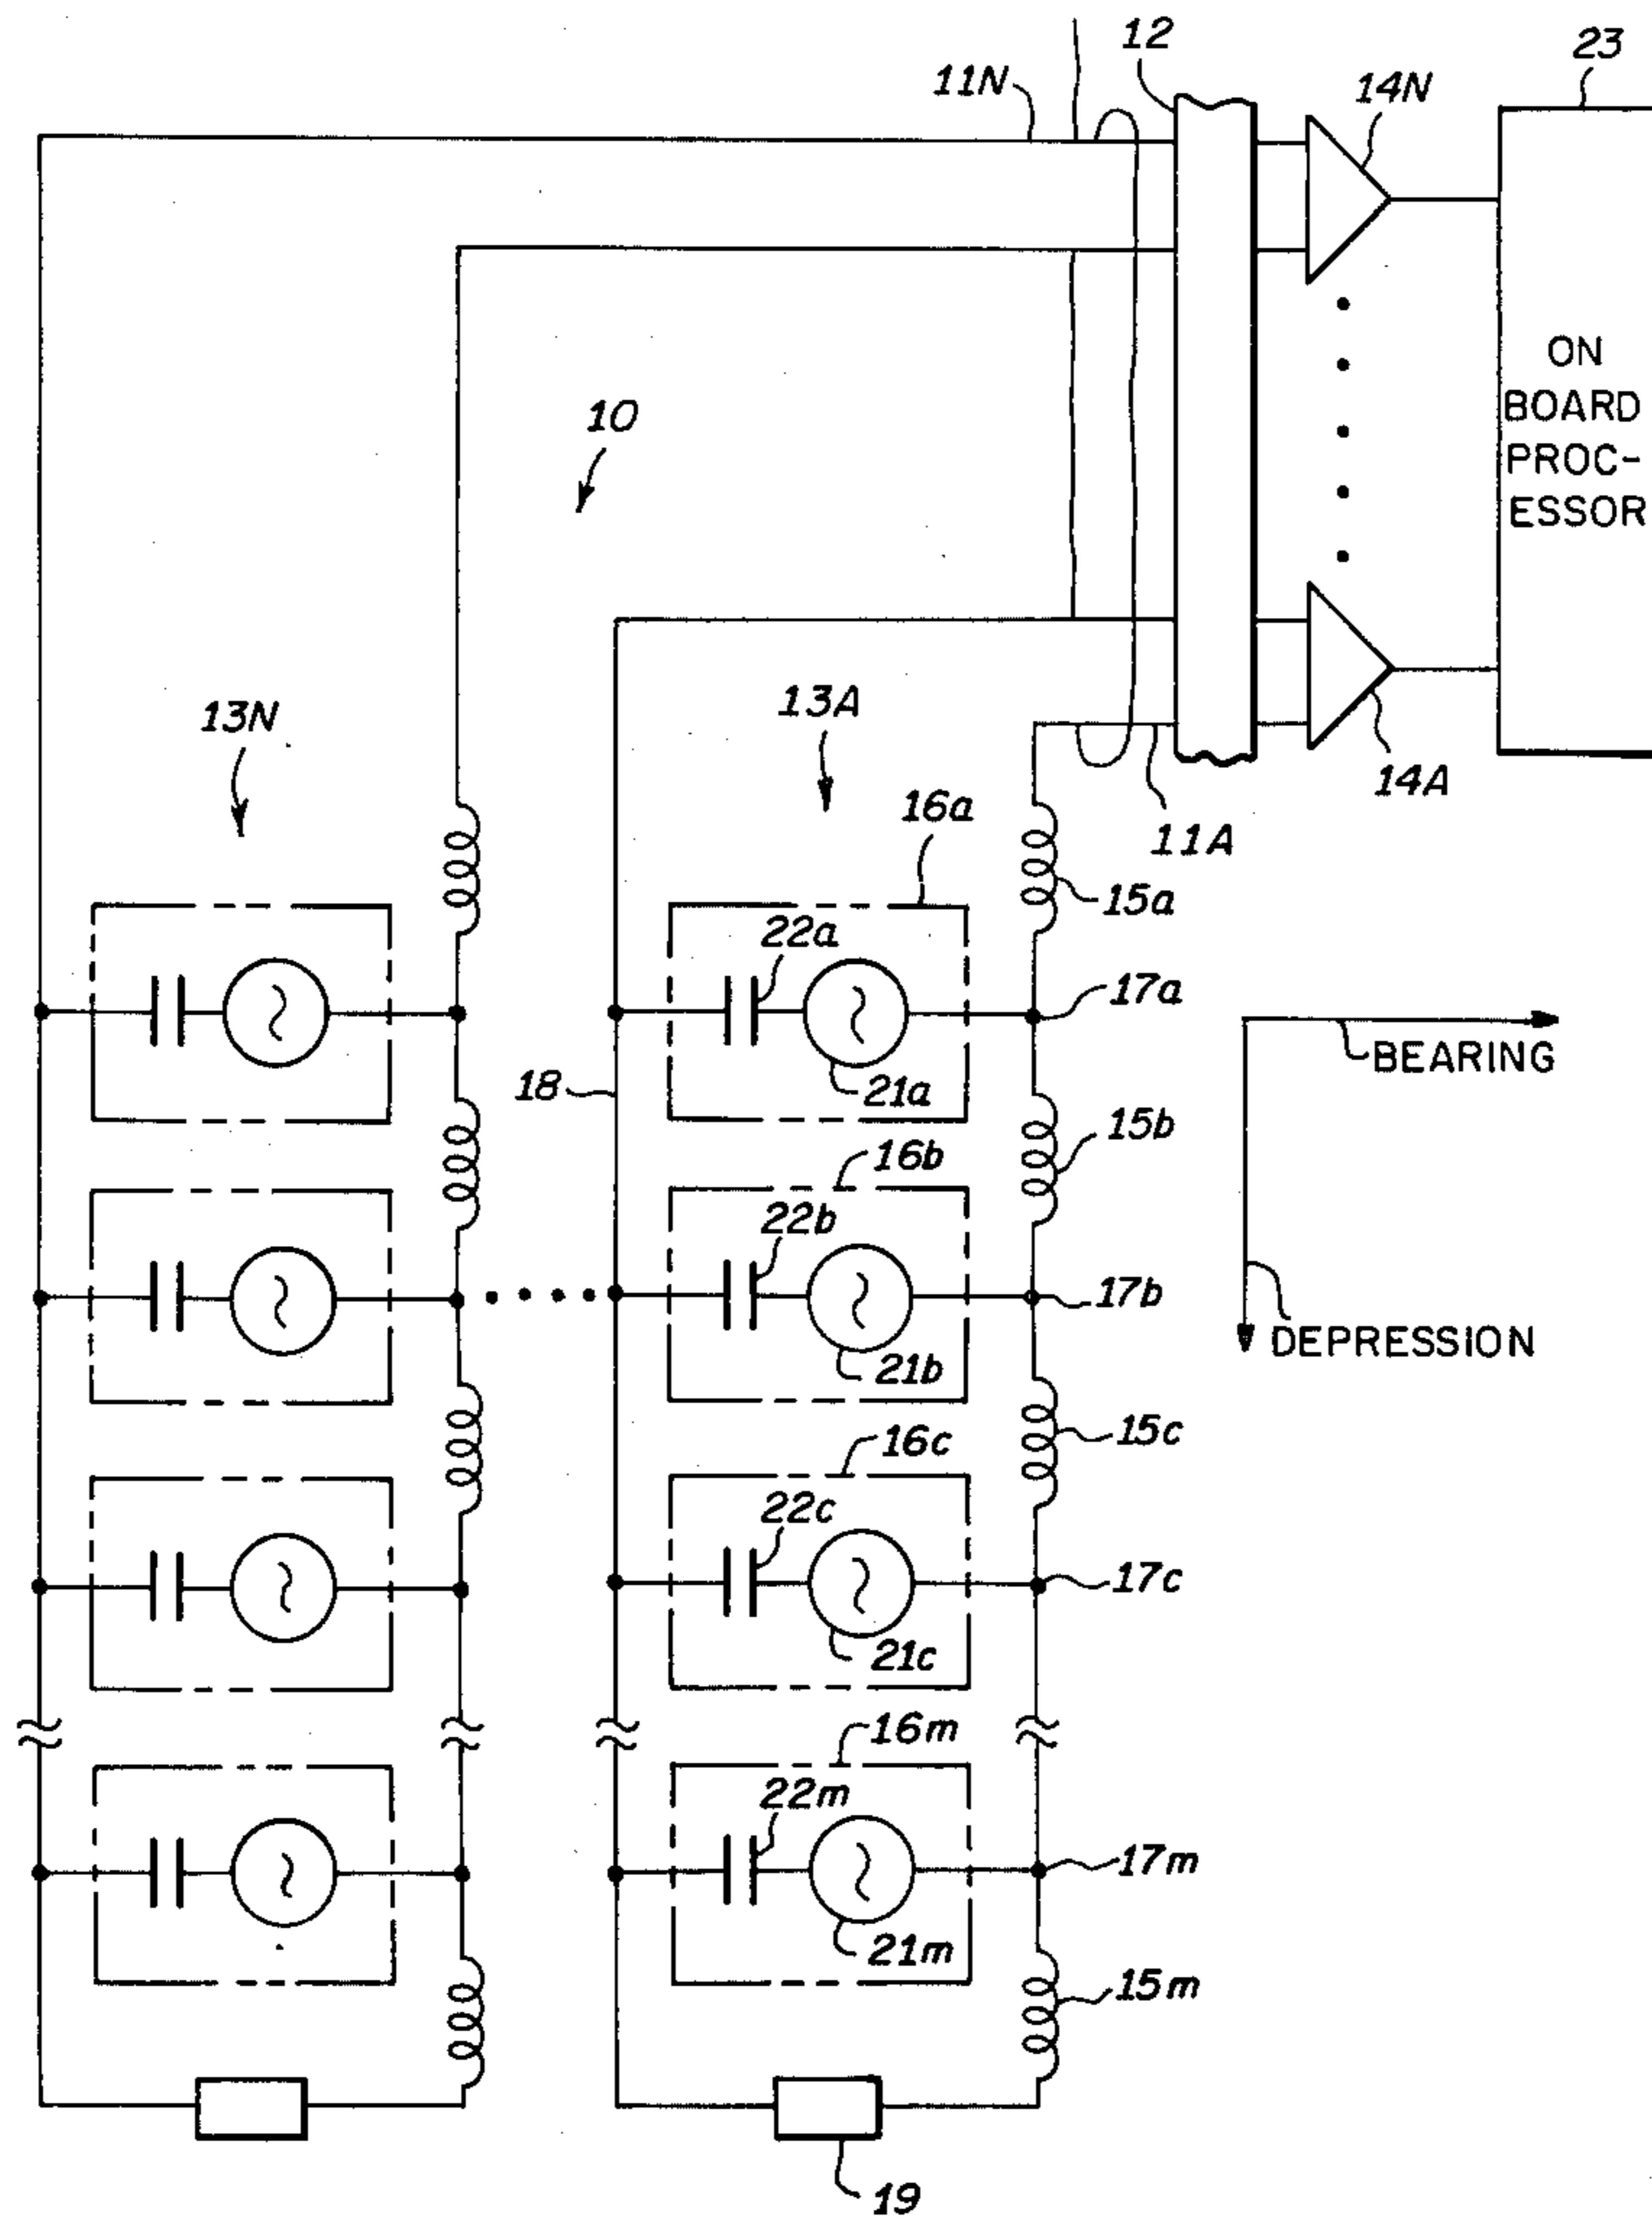 12
23
11N
14N
ON
BOARD
PROC-
ESSOR
10
13N
13A
14A
16a
11A
15a
22a
17a
BEARING
18
21a
15b
16b
22b
17b
DEPRESSION
21b
15c
16c
22c
17c
21c
16m
22m
17m
21m
15m
19